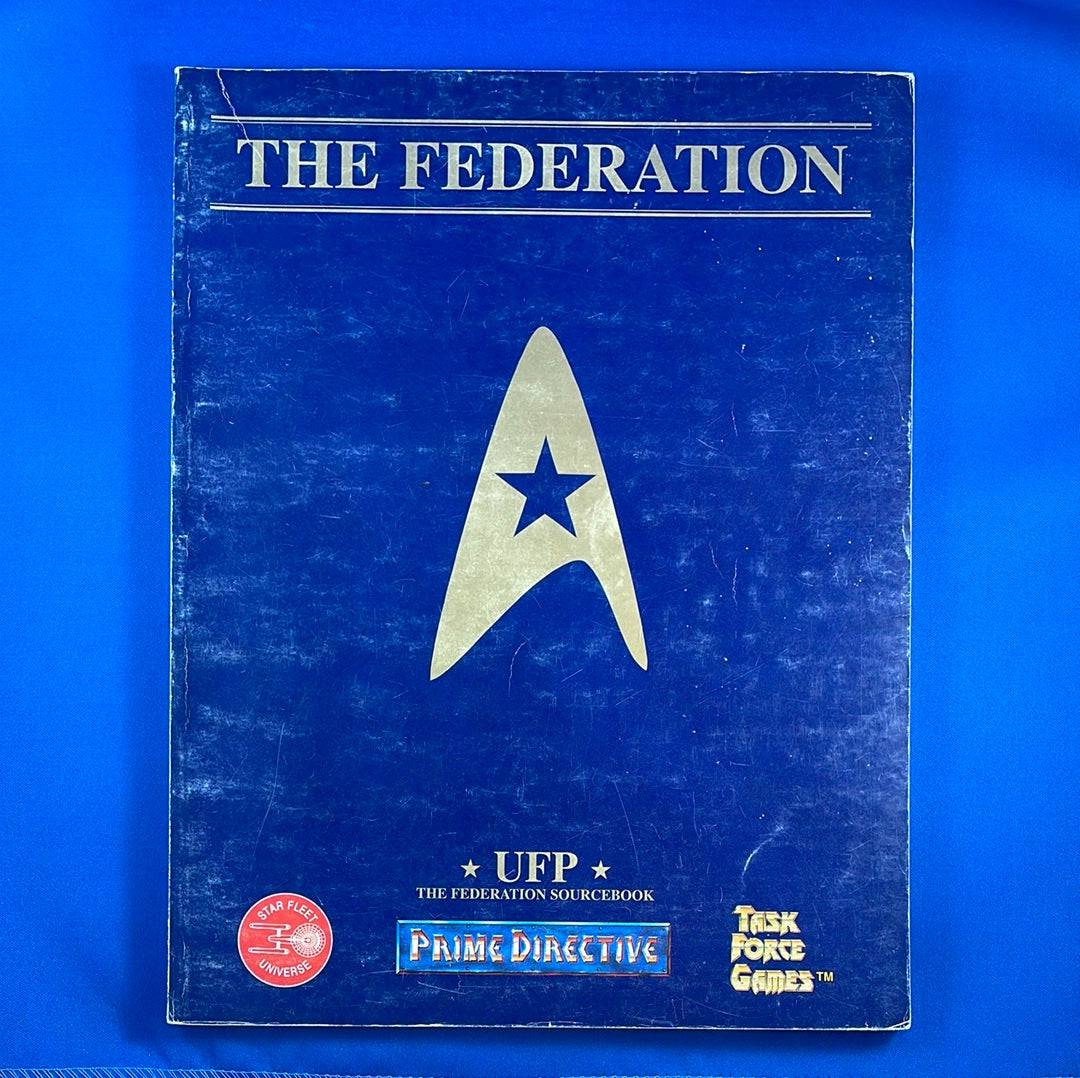 THE FEDERATION
★ UFP ★
THE FEDERATION SOURCEBOOK
STAR FLEET
UNIVERSE
PRIME DIRECTIVE
TASK
FORCE
GAMES™